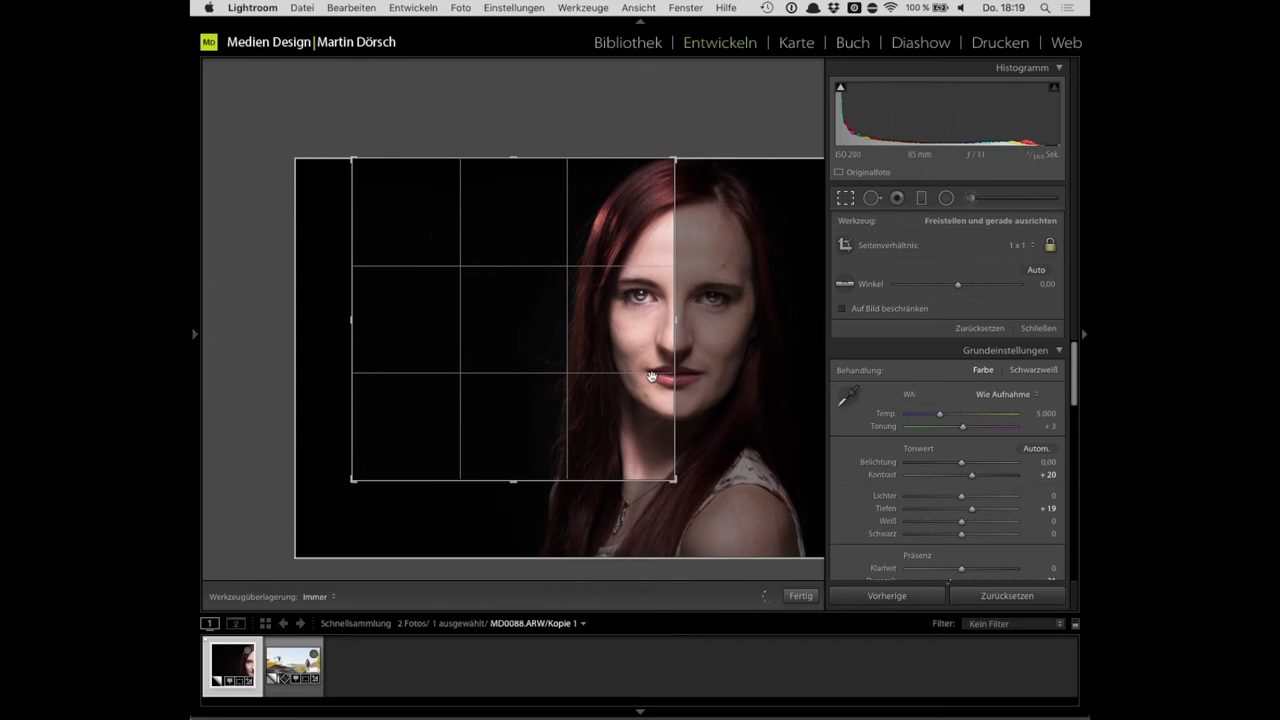 Lightroom Datei Bearbeiten Entwickeln Foto Einstellungen Werkzeuge Ansicht Fenster Hilfe 100 % Do. 18:19
MD Medien Design|Martin Dörsch
Bibliothek | Entwickeln | Karte | Buch | Diashow | Drucken | Web
Histogramm
ISO 200 85 mm ƒ / 11 Sek.
Originalfoto
Werkzeug: Freistellen und gerade ausrichten
Seitenverhältnis: 1 x 1
Auto
Winkel 0,00
Auf Bild beschränken
Zurücksetzen Schließen
Grundeinstellungen
Behandlung: Farbe Schwarzweiß
WA: Wie Aufnahme
Temp. 5.000
Tonung + 3
Tonwert Autom.
Belichtung 0,00
Kontrast + 20
Lichter 0
Tiefen + 19
Weiß 0
Schwarz 0
Präsenz
Klarheit 0
Werkzeugüberlagerung: Immer Fertig
Vorherige Zurücksetzen
1 2 Schnellsammlung 2 Fotos/ 1 ausgewählt/ MD0088.ARW/Kopie 1 Filter: Kein Filter